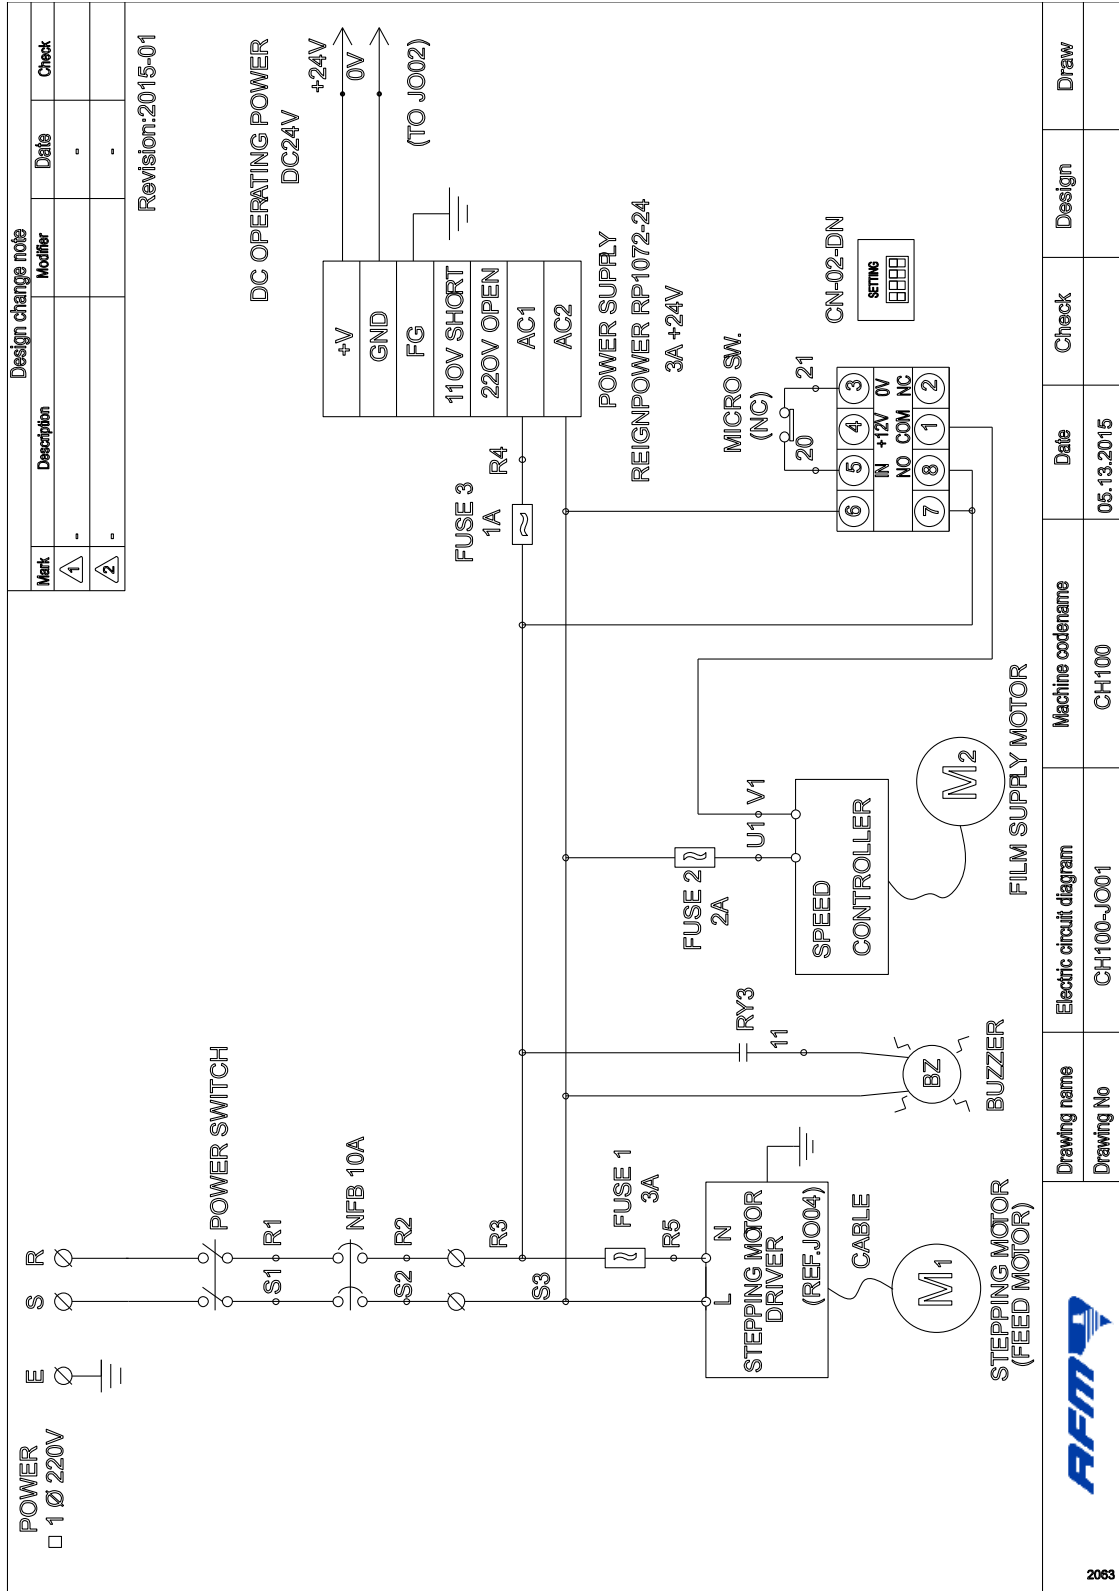 Design change note
Mark Description Modifier Date Check
1 - -
2 - -
Revision:2015-01
POWER
□ 1 Ø 220V
E S R
POWER SWITCH
S1 R1
NFB 10A
S2 R2
R3
S3
FUSE 1
3A
R5
L N
STEPPING MOTOR
DRIVER
(REF.JO04)
CABLE
M1
STEPPING MOTOR
(FEED MOTOR)
RY3
11
BZ
BUZZER
FUSE 2
2A
U1 V1
SPEED
CONTROLLER
M2
FILM SUPPLY MOTOR
FUSE 3
1A
R4
DC OPERATING POWER
DC24V
+24V
0V
(TO JO02)
+V
GND
FG
110V SHORT
220V OPEN
AC1
AC2
POWER SUPPLY
REIGNPOWER RP1072-24
3A +24V
MICRO SW.
(NC)
20 21
6 5 4 3
IN +12V 0V
NO COM NC
7 8 1 2
CN-02-DN
SETTING
AFM
Drawing name Electric circuit diagram Machine codename Date Check Design Draw
Drawing No CH100-JO01 CH100 05.13.2015
2063